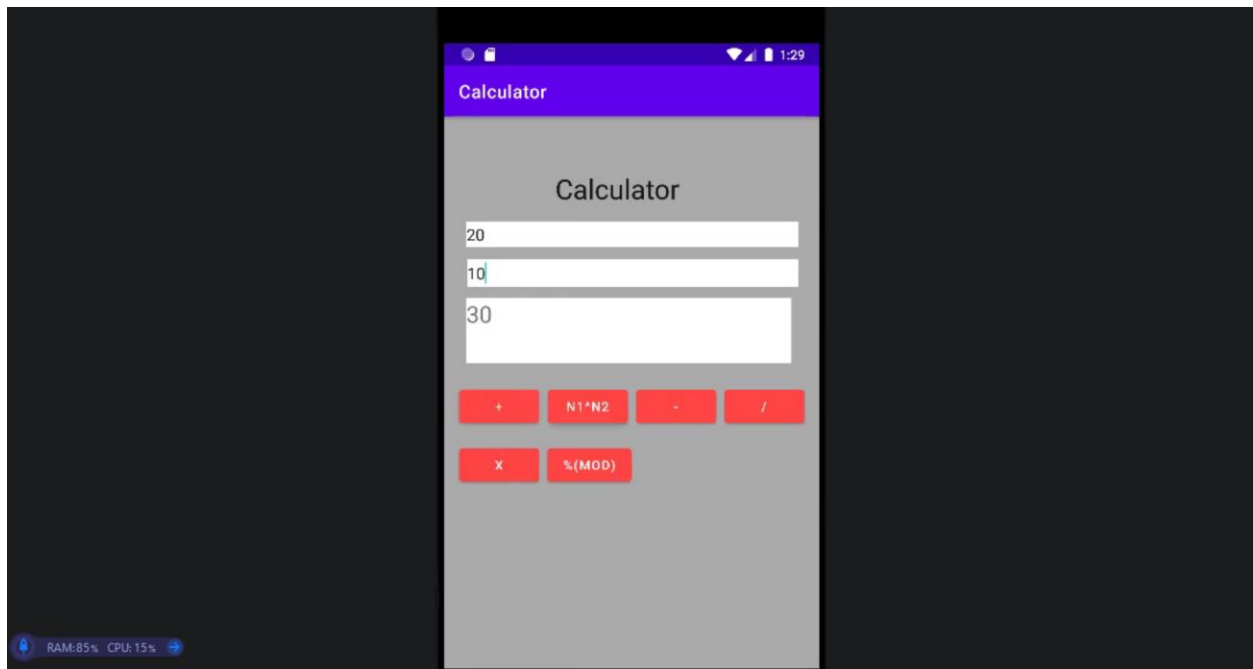 1:29
Calculator
Calculator
20
10
30
+ N1^N2 - /
X %(MOD)
RAM:85% CPU:15%